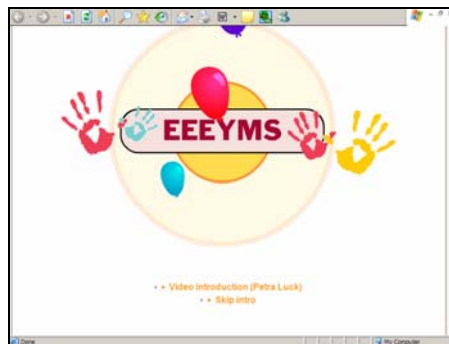 EEEYMS
• • Video introduction (Petra Luck)
• • Skip intro
Done
My Computer